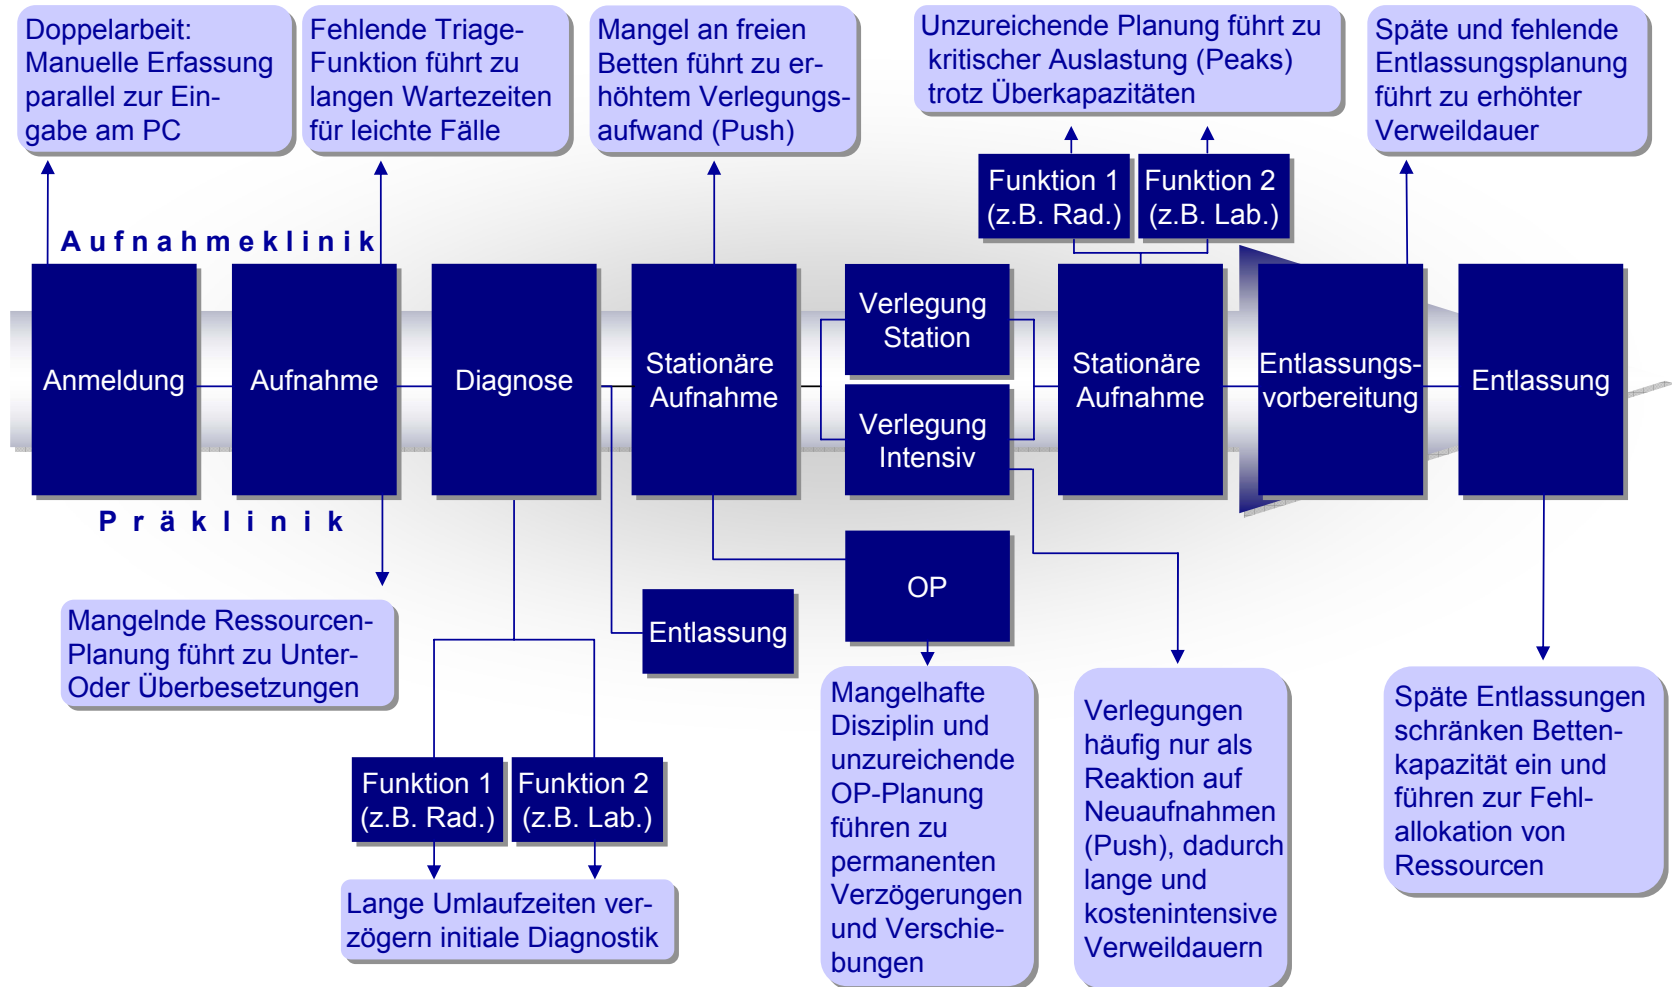 Doppelarbeit:
Manuelle Erfassung
parallel zur Ein-
gabe am PC
Fehlende Triage-
Funktion führt zu
langen Wartezeiten
für leichte Fälle
Mangel an freien
Betten führt zu er-
höhtem Verlegungs-
aufwand (Push)
Unzureichende Planung führt zu
kritischer Auslastung (Peaks)
trotz Überkapazitäten
Späte und fehlende
Entlassungsplanung
führt zu erhöhter
Verweildauer
Funktion 1
(z.B. Rad.)
Funktion 2
(z.B. Lab.)
Aufnahmeklinik
Anmeldung
Aufnahme
Diagnose
Stationäre
Aufnahme
Verlegung
Station
Verlegung
Intensiv
Stationäre
Aufnahme
Entlassungs-
vorbereitung
Entlassung
Präklinik
OP
Entlassung
Mangelnde Ressourcen-
Planung führt zu Unter-
Oder Überbesetzungen
Funktion 1
(z.B. Rad.)
Funktion 2
(z.B. Lab.)
Lange Umlaufzeiten ver-
zögern initiale Diagnostik
Mangelhafte
Disziplin und
unzureichende
OP-Planung
führen zu
permanenten
Verzögerungen
und Verschie-
bungen
Verlegungen
häufig nur als
Reaktion auf
Neuaufnahmen
(Push), dadurch
lange und
kostenintensive
Verweildauern
Späte Entlassungen
schränken Betten-
kapazität ein und
führen zur Fehl-
allokation von
Ressourcen